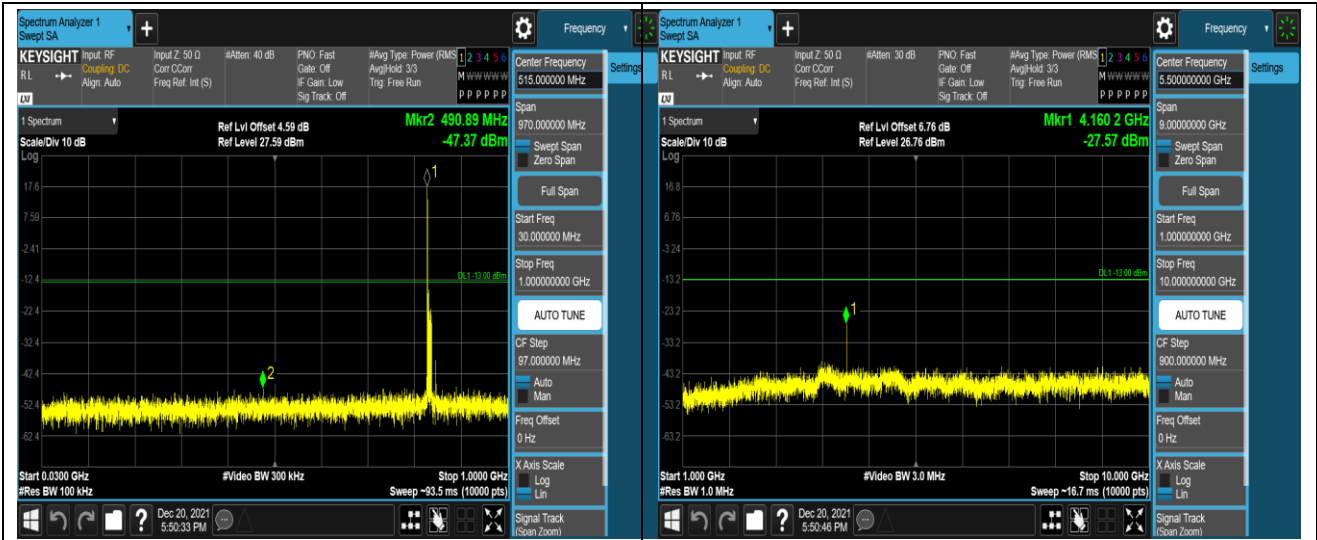 Spectrum Analyzer 1
Swept SA
+
Frequency
KEYSIGHT
RL
LXI
Input: RF
Coupling: DC
Align: Auto
Input Z: 50 Ω
Corr CCorr
Freq Ref: Int (S)
#Atten: 40 dB
PNO: Fast
Gate: Off
IF Gain: Low
Sig Track: Off
#Avg Type: Power (RMS
Avg|Hold: 3/3
Trig: Free Run
1 2 3 4 5 6
M W W W W W
P P P P P P
Center Frequency
515.000000 MHz
Settings
Span
970.000000 MHz
Swept Span
Zero Span
Full Span
Start Freq
30.000000 MHz
Stop Freq
1.000000000 GHz
AUTO TUNE
CF Step
97.000000 MHz
Auto
Man
Freq Offset
0 Hz
X Axis Scale
Log
Lin
Signal Track
(Span Zoom)
1 Spectrum
Scale/Div 10 dB
Log
Ref Lvl Offset 4.59 dB
Ref Level 27.59 dBm
Mkr2 490.89 MHz
-47.37 dBm
1
17.6
7.59
-2.41
DL1 -13.00 dBm
-12.4
-22.4
-32.4
-42.4
2
-52.4
-62.4
Start 0.0300 GHz
#Res BW 100 kHz
#Video BW 300 kHz
Stop 1.0000 GHz
Sweep ~93.5 ms (10000 pts)
?
Dec 20, 2021
5:50:33 PM
Spectrum Analyzer 1
Swept SA
+
Frequency
KEYSIGHT
RL
LXI
Input: RF
Coupling: DC
Align: Auto
Input Z: 50 Ω
Corr CCorr
Freq Ref: Int (S)
#Atten: 30 dB
PNO: Fast
Gate: Off
IF Gain: Low
Sig Track: Off
#Avg Type: Power (RMS
Avg|Hold: 3/3
Trig: Free Run
1 2 3 4 5 6
M W W W W W
P P P P P P
Center Frequency
5.500000000 GHz
Settings
Span
9.00000000 GHz
Swept Span
Zero Span
Full Span
Start Freq
1.000000000 GHz
Stop Freq
10.000000000 GHz
AUTO TUNE
CF Step
900.000000 MHz
Auto
Man
Freq Offset
0 Hz
X Axis Scale
Log
Lin
Signal Track
(Span Zoom)
1 Spectrum
Scale/Div 10 dB
Log
Ref Lvl Offset 6.76 dB
Ref Level 26.76 dBm
Mkr1 4.160 2 GHz
-27.57 dBm
16.8
6.76
-3.24
DL1 -13.00 dBm
-13.2
-23.2
1
-33.2
-43.2
-53.2
-63.2
Start 1.000 GHz
#Res BW 1.0 MHz
#Video BW 3.0 MHz
Stop 10.000 GHz
Sweep ~16.7 ms (10000 pts)
?
Dec 20, 2021
5:50:46 PM